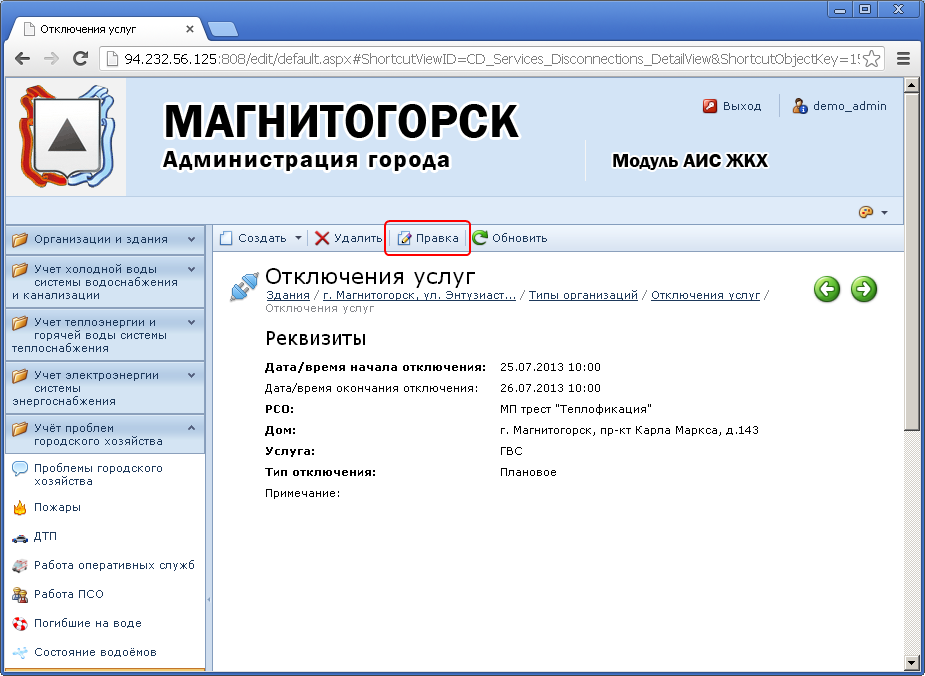 Отключения услуг
94.232.56.125:808/edit/default.aspx#ShortcutViewID=CD_Services_Disconnections_DetailView&ShortcutObjectKey=15
МАГНИТОГОРСК
Администрация города
Модуль АИС ЖКХ
Выход
demo_admin
Организации и здания
Учет холодной воды
системы водоснабжения
и канализации
Учет теплоэнергии и
горячей воды системы
теплоснабжения
Учет электроэнергии
системы
энергоснабжения
Учёт проблем
городского хозяйства
Проблемы городского
хозяйства
Пожары
ДТП
Работа оперативных служб
Работа ПСО
Погибшие на воде
Состояние водоёмов
Создать Удалить Правка Обновить
Отключения услуг
Здания / г. Магнитогорск, ул. Энтузиаст... / Типы организаций / Отключения услуг /
Отключения услуг
Реквизиты
Дата/время начала отключения: 25.07.2013 10:00
Дата/время окончания отключения: 26.07.2013 10:00
РСО: МП трест "Теплофикация"
Дом: г. Магнитогорск, пр-кт Карла Маркса, д.143
Услуга: ГВС
Тип отключения: Плановое
Примечание: